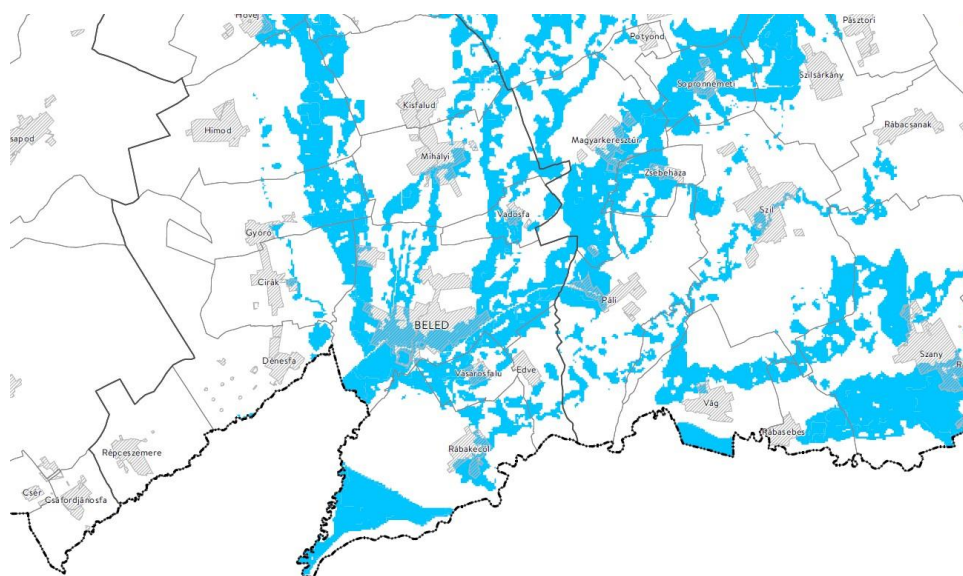 Hövej
Potyond
Pásztori
Sopronnémeti
Szilsárkány
Kisfalud
Himod
Rábacsanak
sapod
Magyarkeresztúr
Mihályi
Zsebeháza
Vadosfa
Szil
Gyóró
Cirák
Páli
BELED
Szany
Dénesfa
Vásárosfalu
Edve
Vág
Rábasebes
Répceszemere
Rábakecöl
Csér
Csáfordjánosfa